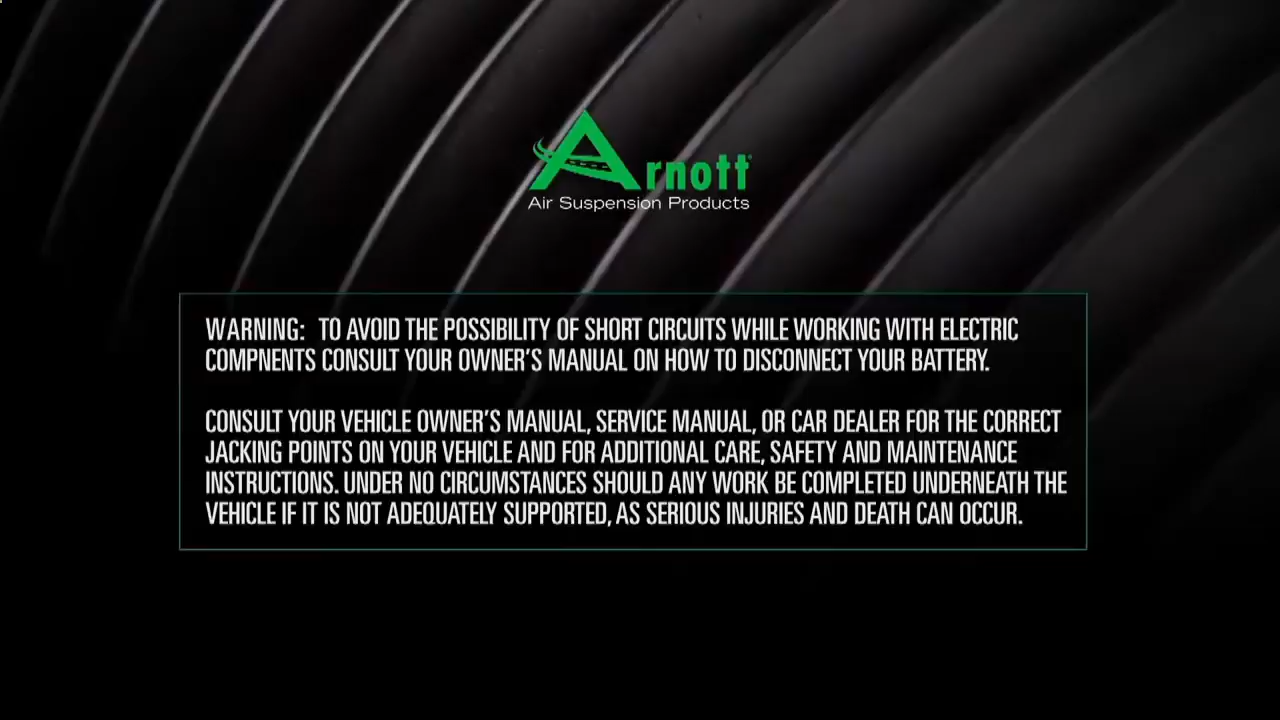 Arnott®
Air Suspension Products
WARNING: TO AVOID THE POSSIBILITY OF SHORT CIRCUITS WHILE WORKING WITH ELECTRIC
COMPNENTS CONSULT YOUR OWNER'S MANUAL ON HOW TO DISCONNECT YOUR BATTERY.
CONSULT YOUR VEHICLE OWNER'S MANUAL, SERVICE MANUAL, OR CAR DEALER FOR THE CORRECT
JACKING POINTS ON YOUR VEHICLE AND FOR ADDITIONAL CARE, SAFETY AND MAINTENANCE
INSTRUCTIONS. UNDER NO CIRCUMSTANCES SHOULD ANY WORK BE COMPLETED UNDERNEATH THE
VEHICLE IF IT IS NOT ADEQUATELY SUPPORTED, AS SERIOUS INJURIES AND DEATH CAN OCCUR.